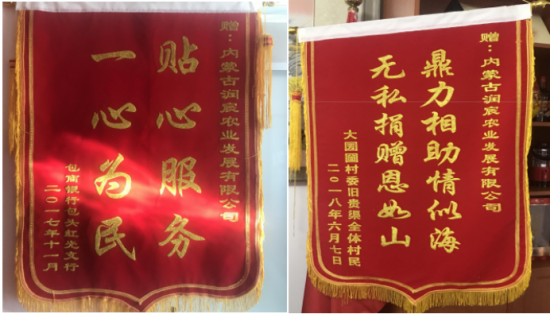 赠：内蒙古润宸农业发展有限公司
贴心服务
一心为民
包商银行包头虹光支行
二〇一七年十一月
赠：内蒙古润宸农业发展有限公司
鼎力相助情似海
无私捐赠恩如山
大圐圙村委旧贵渠全体村民
二〇一八年六月七日